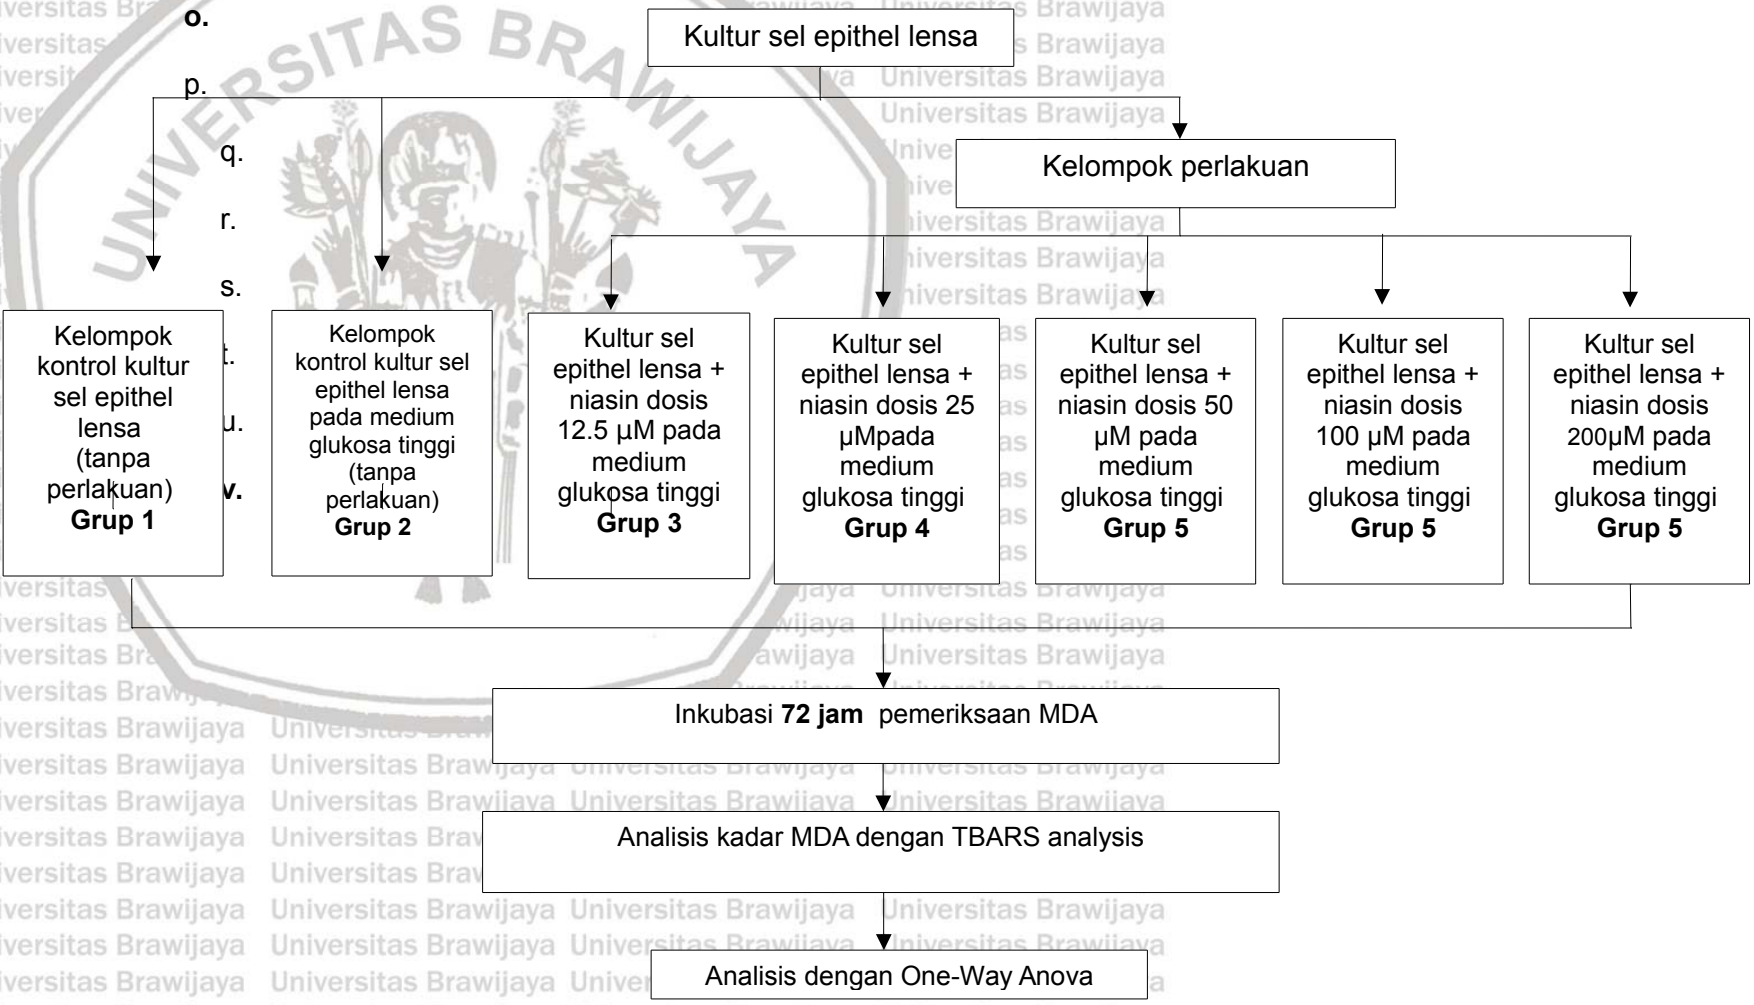 o.
Kultur sel epithel lensa
p.
q.
Kelompok perlakuan
r.
s.
t.
u.
v.
Kelompok
kontrol kultur
sel epithel
lensa
(tanpa
perlakuan)
Grup 1
Kelompok
kontrol kultur sel
epithel lensa
pada medium
glukosa tinggi
(tanpa
perlakuan)
Grup 2
Kultur sel
epithel lensa +
niasin dosis
12.5 µM pada
medium
glukosa tinggi
Grup 3
Kultur sel
epithel lensa +
niasin dosis 25
µMpada
medium
glukosa tinggi
Grup 4
Kultur sel
epithel lensa +
niasin dosis 50
µM pada
medium
glukosa tinggi
Grup 5
Kultur sel
epithel lensa +
niasin dosis
100 µM pada
medium
glukosa tinggi
Grup 5
Kultur sel
epithel lensa +
niasin dosis
200µM pada
medium
glukosa tinggi
Grup 5
Inkubasi 72 jam  pemeriksaan MDA
Analisis kadar MDA dengan TBARS analysis
Analisis dengan One-Way Anova
UNIVERSITAS BRAWIJAYA